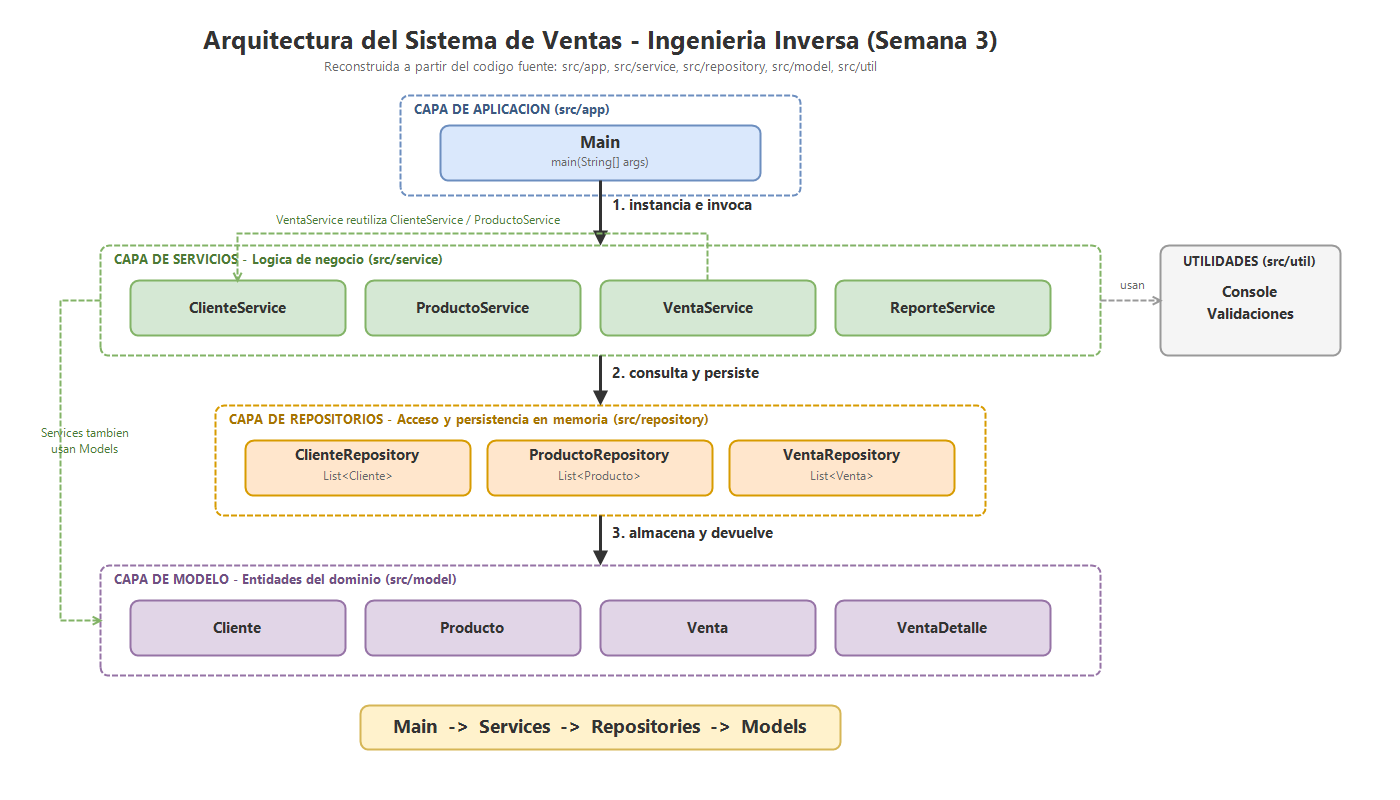 Arquitectura del Sistema de Ventas - Ingenieria Inversa (Semana 3)
Reconstruida a partir del codigo fuente: src/app, src/service, src/repository, src/model, src/util
CAPA DE APLICACION (src/app)
Main
main(String[] args)
1. instancia e invoca
VentaService reutiliza ClienteService / ProductoService
CAPA DE SERVICIOS - Logica de negocio (src/service)
ClienteService
ProductoService
VentaService
ReporteService
usan
UTILIDADES (src/util)
Console
Validaciones
2. consulta y persiste
CAPA DE REPOSITORIOS - Acceso y persistencia en memoria (src/repository)
ClienteRepository
List<Cliente>
ProductoRepository
List<Producto>
VentaRepository
List<Venta>
Services tambien
usan Models
3. almacena y devuelve
CAPA DE MODELO - Entidades del dominio (src/model)
Cliente
Producto
Venta
VentaDetalle
Main -> Services -> Repositories -> Models